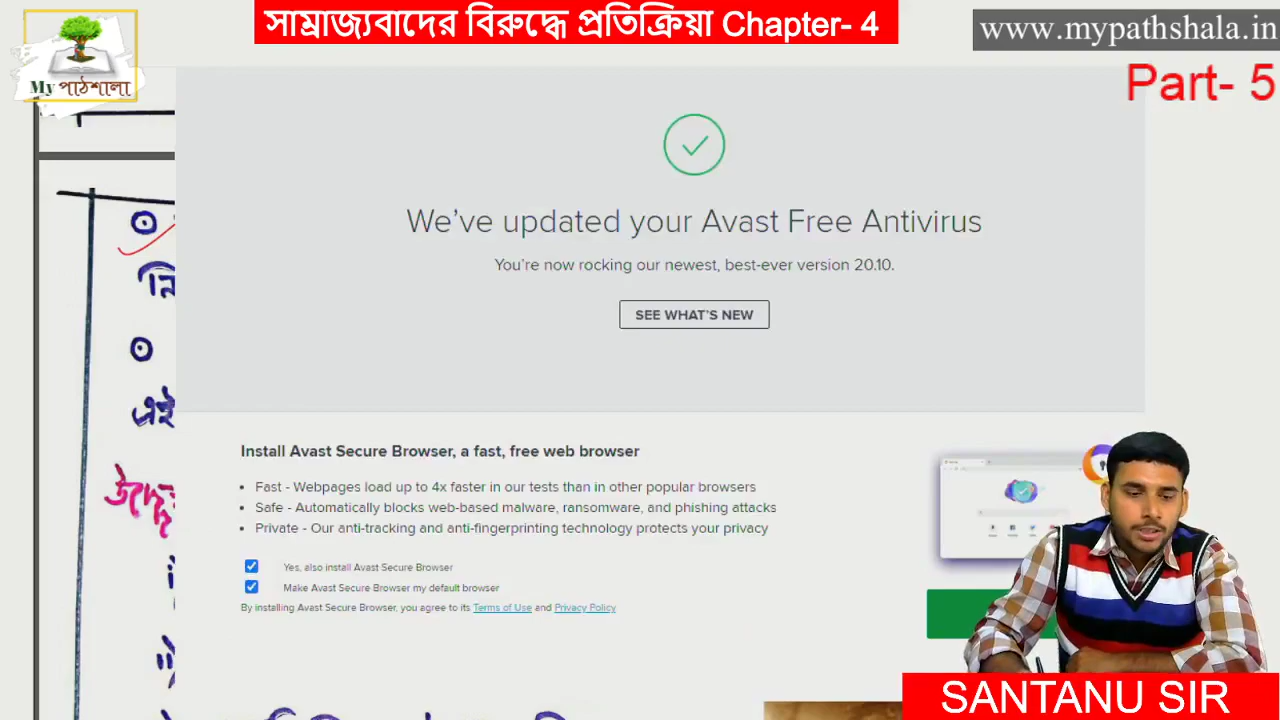 সাম্রাজ্যবাদের বিরুদ্ধে প্রতিক্রিয়া Chapter- 4
www.mypathshala.in
My পাঠশালা
Part- 5
We've updated your Avast Free Antivirus
You're now rocking our newest, best-ever version 20.10.
SEE WHAT'S NEW
এই
Install Avast Secure Browser, a fast, free web browser
• Fast - Webpages load up to 4x faster in our tests than in other popular browsers
• Safe - Automatically blocks web-based malware, ransomware, and phishing attacks
• Private - Our anti-tracking and anti-fingerprinting technology protects your privacy
Yes, also install Avast Secure Browser
Make Avast Secure Browser my default browser
By installing Avast Secure Browser, you agree to its Terms of Use and Privacy Policy
SANTANU SIR